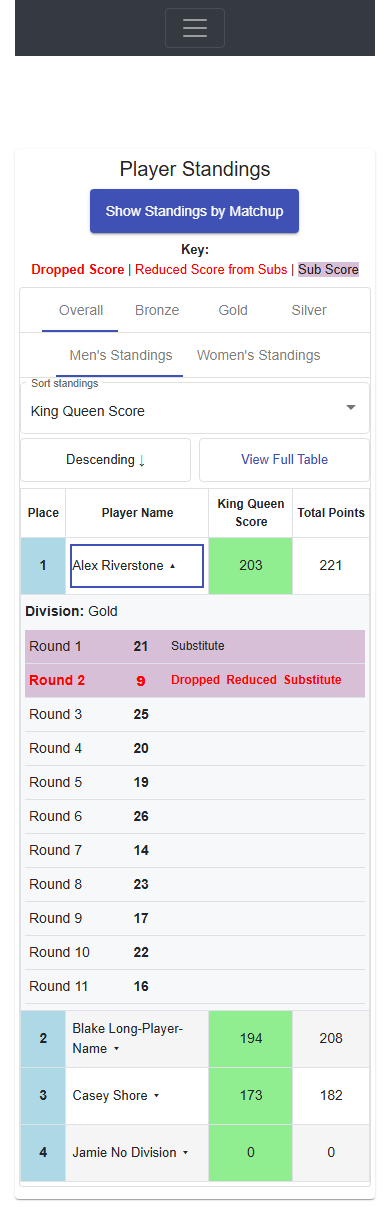 Player Standings
Show Standings by Matchup
Key:
Dropped Score | Reduced Score from Subs | Sub Score
Overall Bronze Gold Silver
Men's Standings Women's Standings
Sort standings
King Queen Score
Descending ↓ View Full Table
Place Player Name King Queen Score Total Points
1 Alex Riverstone ▴ 203 221
Division: Gold
Round 1 21 Substitute
Round 2 9 Dropped Reduced Substitute
Round 3 25
Round 4 20
Round 5 19
Round 6 26
Round 7 14
Round 8 23
Round 9 17
Round 10 22
Round 11 16
2 Blake Long-Player-Name ▾ 194 208
3 Casey Shore ▾ 173 182
4 Jamie No Division ▾ 0 0